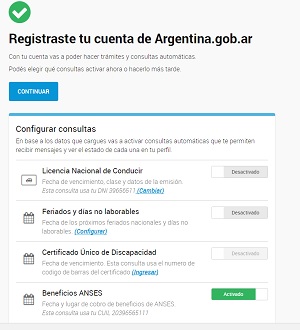 Registraste tu cuenta de Argentina.gob.ar
Con tu cuenta vas a poder hacer trámites y consultas automáticas.
Podés elegir qué consultas activar ahora o hacerlo más tarde.
CONTINUAR
Configurar consultas
En base a los datos que cargues vas a activar consultas automáticas que te permiten
recibir mensajes y ver el estado de cada una en tu perfil.
Licencia Nacional de Conducir
Fecha de vencimiento, clase y datos de la emisión.
Esta consulta usa tu DNI 39656511 (Cambiar)
Desactivado
Feriados y días no laborables
Fecha de los próximos feriados nacionales y días no
laborables. (Configurar)
Desactivado
Certificado Único de Discapacidad
Fecha de vencimiento. Esta consulta usa el numero de
codigo de barras del certificado (Ingresar)
Desactivado
Beneficios ANSES
Fecha y lugar de cobro de beneficios de ANSES.
Esta consulta usa tu CUIL 20396565111
Activado